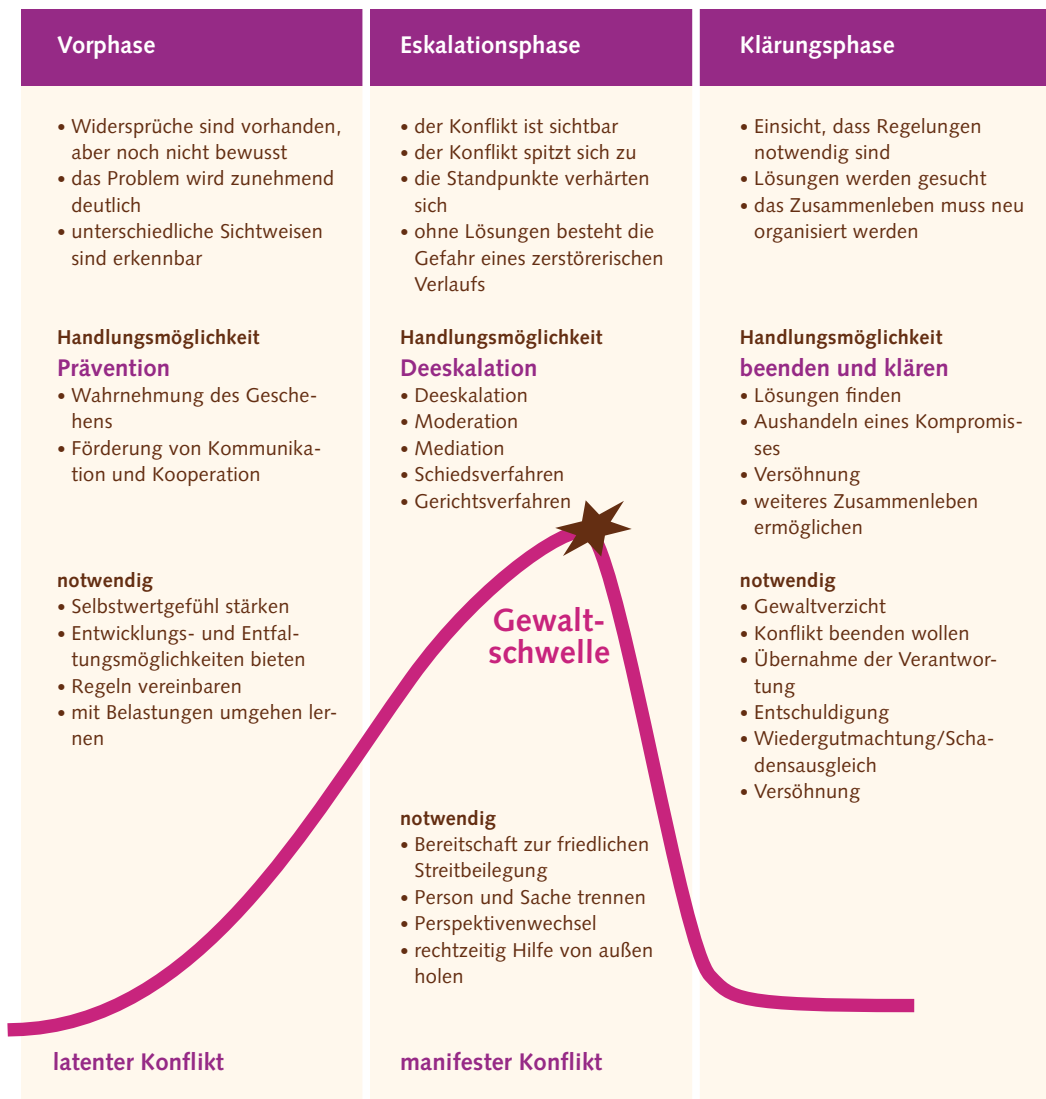 Vorphase
• Widersprüche sind vorhanden,
aber noch nicht bewusst
• das Problem wird zunehmend
deutlich
• unterschiedliche Sichtweisen
sind erkennbar
Handlungsmöglichkeit
Prävention
• Wahrnehmung des Gesche-
hens
• Förderung von Kommunika-
tion und Kooperation
notwendig
• Selbstwertgefühl stärken
• Entwicklungs- und Entfal-
tungsmöglichkeiten bieten
• Regeln vereinbaren
• mit Belastungen umgehen ler-
nen
latenter Konflikt
Eskalationsphase
• der Konflikt ist sichtbar
• der Konflikt spitzt sich zu
• die Standpunkte verhärten
sich
• ohne Lösungen besteht die
Gefahr eines zerstörerischen
Verlaufs
Handlungsmöglichkeit
Deeskalation
• Deeskalation
• Moderation
• Mediation
• Schiedsverfahren
• Gerichtsverfahren
Gewalt-
schwelle
notwendig
• Bereitschaft zur friedlichen
Streitbeilegung
• Person und Sache trennen
• Perspektivenwechsel
• rechtzeitig Hilfe von außen
holen
manifester Konflikt
Klärungsphase
• Einsicht, dass Regelungen
notwendig sind
• Lösungen werden gesucht
• das Zusammenleben muss neu
organisiert werden
Handlungsmöglichkeit
beenden und klären
• Lösungen finden
• Aushandeln eines Kompromis-
ses
• Versöhnung
• weiteres Zusammenleben
ermöglichen
notwendig
• Gewaltverzicht
• Konflikt beenden wollen
• Übernahme der Verantwor-
tung
• Entschuldigung
• Wiedergutmachtung/Scha-
densausgleich
• Versöhnung